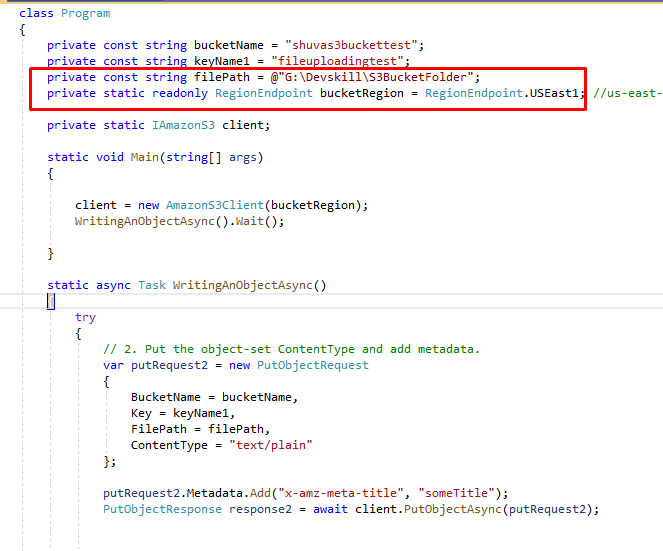 class Program
{
private const string bucketName = "shuvas3buckettest";
private const string keyName1 = "fileuploadingtest";
private const string filePath = @"G:\Devskill\S3BucketFolder";
private static readonly RegionEndpoint bucketRegion = RegionEndpoint.USEast1; //us-east-
private static IAmazonS3 client;
static void Main(string[] args)
{
client = new AmazonS3Client(bucketRegion);
WritingAnObjectAsync().Wait();
}
static async Task WritingAnObjectAsync()
{
try
{
// 2. Put the object-set ContentType and add metadata.
var putRequest2 = new PutObjectRequest
{
BucketName = bucketName,
Key = keyName1,
FilePath = filePath,
ContentType = "text/plain"
};
putRequest2.Metadata.Add("x-amz-meta-title", "someTitle");
PutObjectResponse response2 = await client.PutObjectAsync(putRequest2);